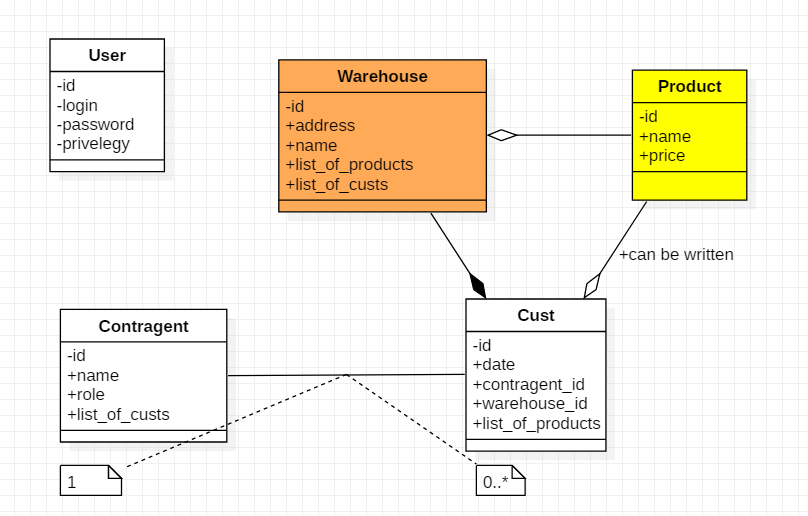 User
-id
-login
-password
-privelegy
Warehouse
-id
+address
+name
+list_of_products
+list_of_custs
Product
-id
+name
+price
+can be written
Contragent
-id
+name
+role
+list_of_custs
Cust
-id
+date
+contragent_id
+warehouse_id
+list_of_products
1
0..*